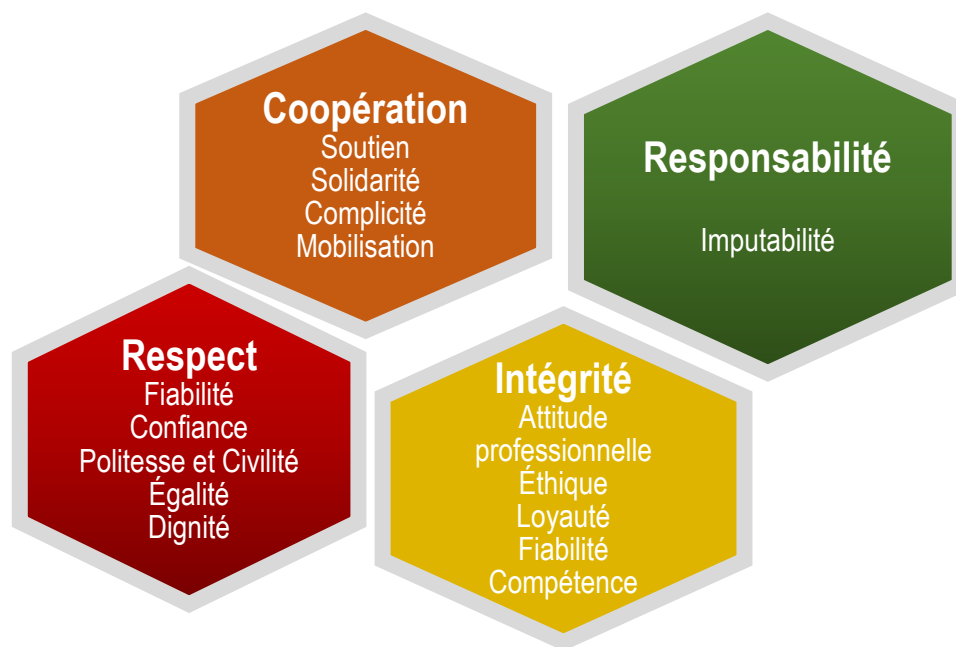 Coopération
Soutien
Solidarité
Complicité
Mobilisation
Responsabilité
Imputabilité
Respect
Fiabilité
Confiance
Politesse et Civilité
Égalité
Dignité
Intégrité
Attitude
professionnelle
Éthique
Loyauté
Fiabilité
Compétence